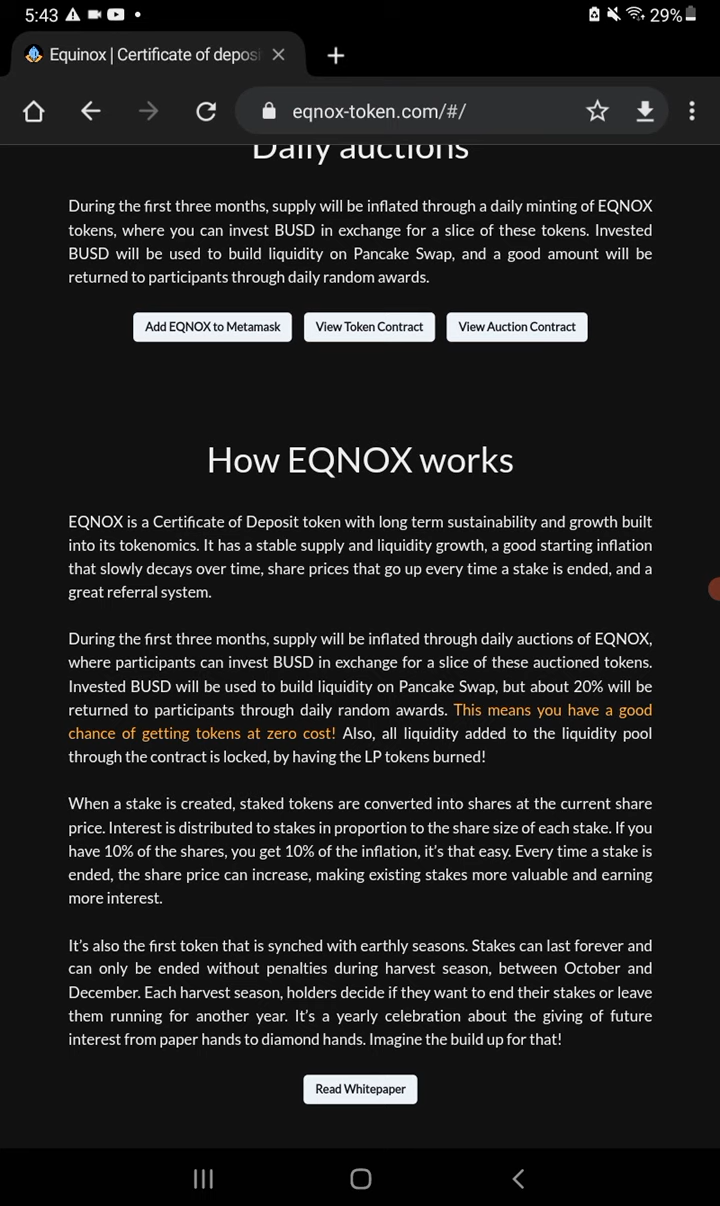 5:43
29%
Equinox | Certificate of deposi
eqnox-token.com/#/
Daily auctions
During the first three months, supply will be inflated through a daily minting of EQNOX
tokens, where you can invest BUSD in exchange for a slice of these tokens. Invested
BUSD will be used to build liquidity on Pancake Swap, and a good amount will be
returned to participants through daily random awards.
Add EQNOX to Metamask View Token Contract View Auction Contract
How EQNOX works
EQNOX is a Certificate of Deposit token with long term sustainability and growth built
into its tokenomics. It has a stable supply and liquidity growth, a good starting inflation
that slowly decays over time, share prices that go up every time a stake is ended, and a
great referral system.
During the first three months, supply will be inflated through daily auctions of EQNOX,
where participants can invest BUSD in exchange for a slice of these auctioned tokens.
Invested BUSD will be used to build liquidity on Pancake Swap, but about 20% will be
returned to participants through daily random awards. This means you have a good
chance of getting tokens at zero cost! Also, all liquidity added to the liquidity pool
through the contract is locked, by having the LP tokens burned!
When a stake is created, staked tokens are converted into shares at the current share
price. Interest is distributed to stakes in proportion to the share size of each stake. If you
have 10% of the shares, you get 10% of the inflation, it's that easy. Every time a stake is
ended, the share price can increase, making existing stakes more valuable and earning
more interest.
It's also the first token that is synched with earthly seasons. Stakes can last forever and
can only be ended without penalties during harvest season, between October and
December. Each harvest season, holders decide if they want to end their stakes or leave
them running for another year. It's a yearly celebration about the giving of future
interest from paper hands to diamond hands. Imagine the build up for that!
Read Whitepaper